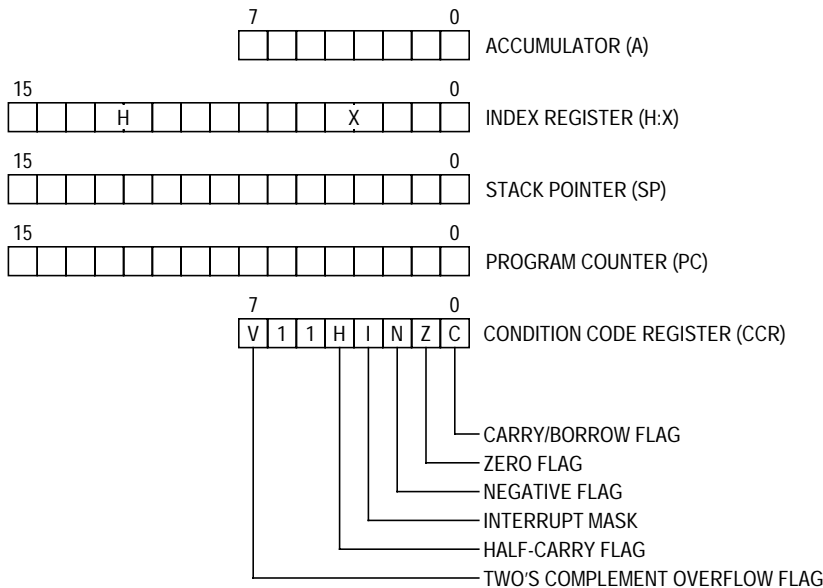 7 0
ACCUMULATOR (A)
15 0
H X INDEX REGISTER (H:X)
15 0
STACK POINTER (SP)
15 0
PROGRAM COUNTER (PC)
7 0
V 1 1 H I N Z C CONDITION CODE REGISTER (CCR)
CARRY/BORROW FLAG
ZERO FLAG
NEGATIVE FLAG
INTERRUPT MASK
HALF-CARRY FLAG
TWO'S COMPLEMENT OVERFLOW FLAG